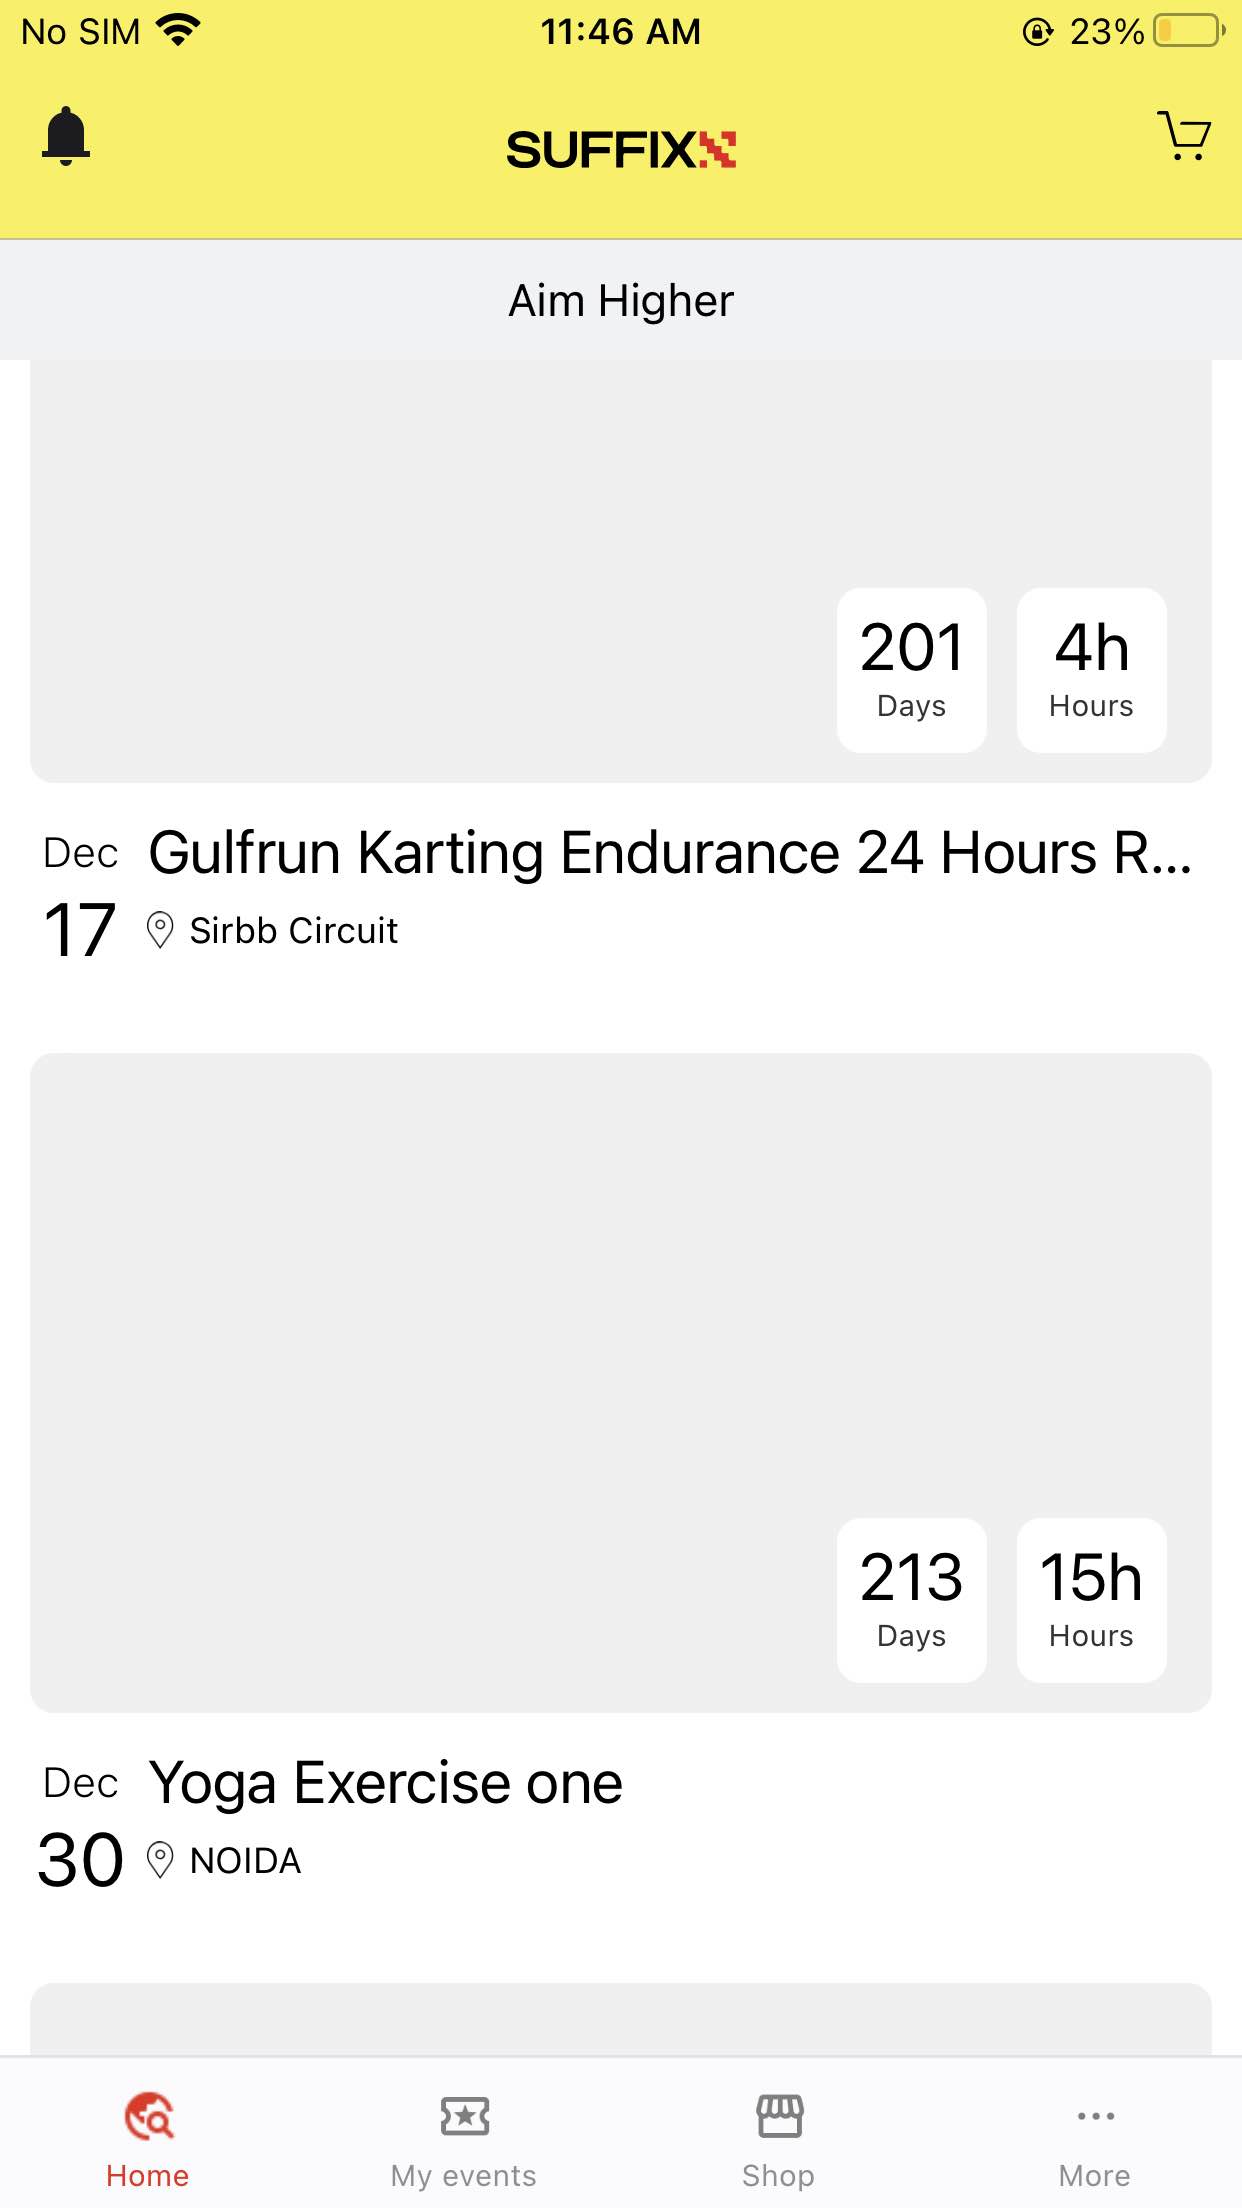 No SIM 11:46 AM 23%
SUFFIX
Aim Higher
201 4h
Days Hours
Dec Gulfrun Karting Endurance 24 Hours R...
17 Sirbb Circuit
213 15h
Days Hours
Dec Yoga Exercise one
30 NOIDA
Home My events Shop More